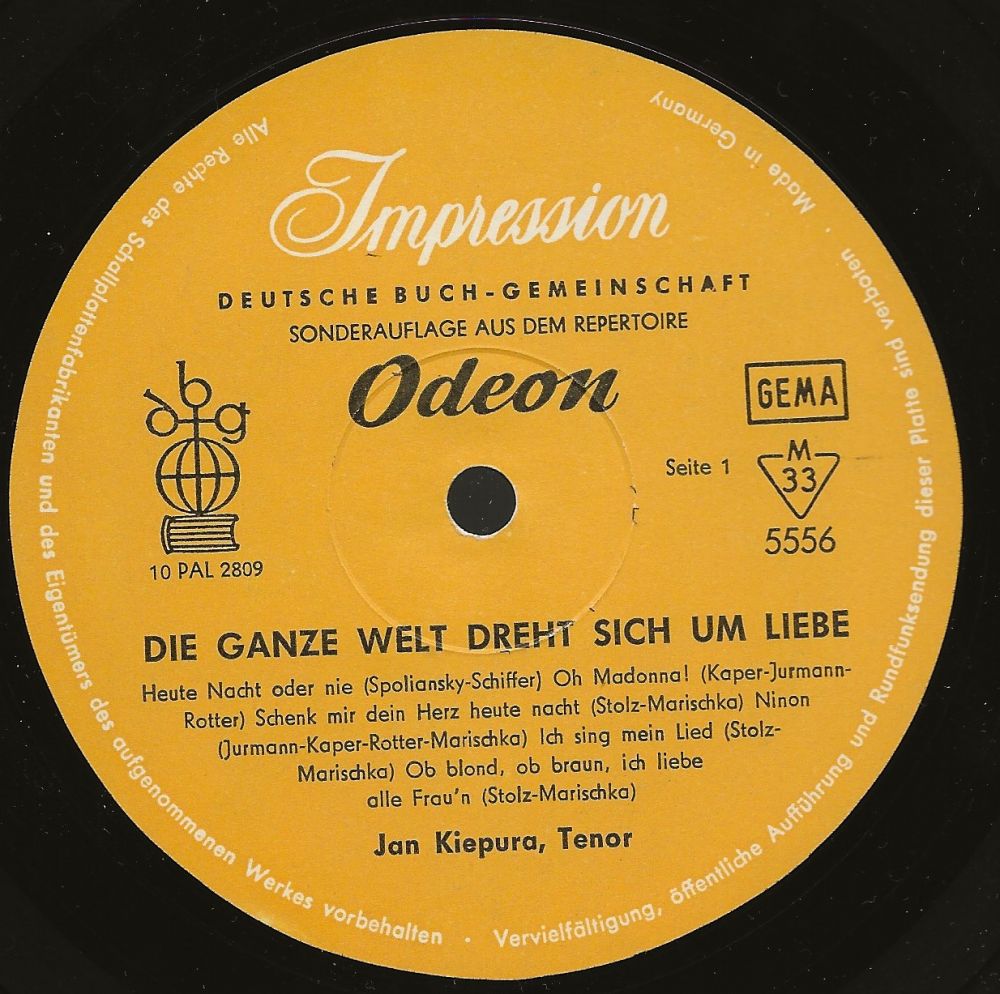 Impression
DEUTSCHE BUCH-GEMEINSCHAFT
SONDERAUFLAGE AUS DEM REPERTOIRE
Odeon
dbg
10 PAL 2809
GEMA
Seite 1
M
33
5556
DIE GANZE WELT DREHT SICH UM LIEBE
Heute Nacht oder nie (Spoliansky-Schiffer) Oh Madonna! (Kaper-Jurmann-
Rotter) Schenk mir dein Herz heute nacht (Stolz-Marischka) Ninon
(Jurmann-Kaper-Rotter-Marischka) Ich sing mein Lied (Stolz-
Marischka) Ob blond, ob braun, ich liebe
alle Frau'n (Stolz-Marischka)
Jan Kiepura, Tenor
Alle Rechte des Schallplattenfabrikanten und des Eigentümers des aufgenommenen Werkes vorbehalten · Vervielfältigung, öffentliche Aufführung und Rundfunksendung dieser Platte sind verboten ·
Made in Germany